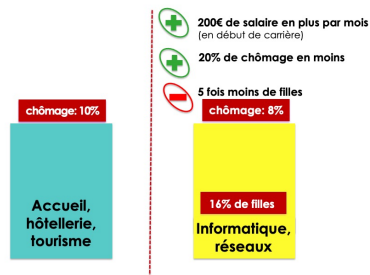 200€ de salaire en plus par mois
(en début de carrière)
20% de chômage en moins
5 fois moins de filles
chômage: 10%
chômage: 8%
Accueil,
hôtellerie,
tourisme
16% de filles
Informatique,
réseaux